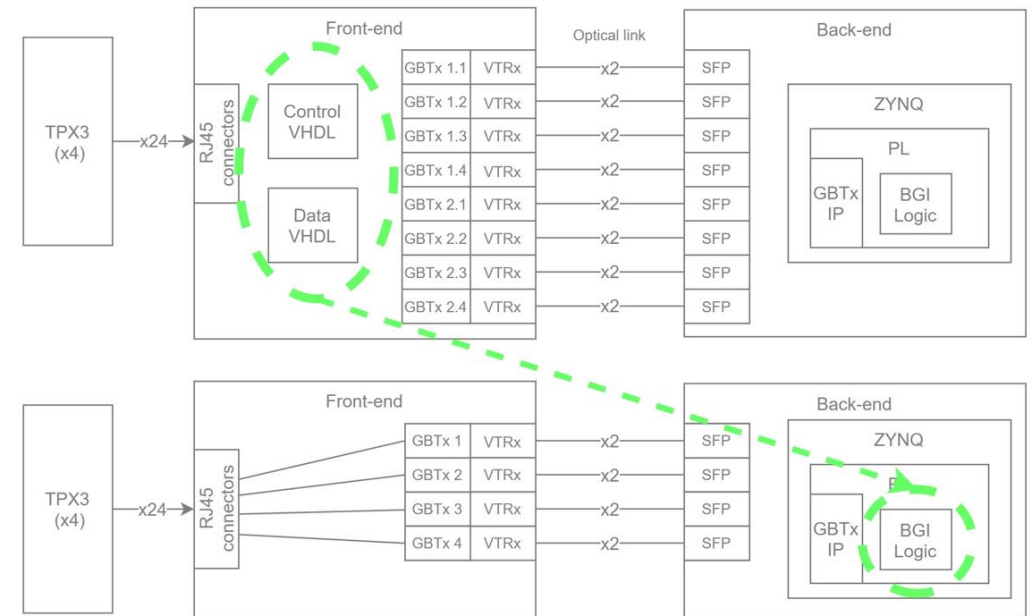 Front-end
Optical link
Back-end
TPX3
(x4)
x24
RJ45
connectors
Control
VHDL
Data
VHDL
GBTx 1.1 VTRx x2 SFP
GBTx 1.2 VTRx x2 SFP
GBTx 1.3 VTRx x2 SFP
GBTx 1.4 VTRx x2 SFP
GBTx 2.1 VTRx x2 SFP
GBTx 2.2 VTRx x2 SFP
GBTx 2.3 VTRx x2 SFP
GBTx 2.4 VTRx x2 SFP
ZYNQ
PL
GBTx
IP
BGI
Logic
Front-end
Back-end
TPX3
(x4)
x24
RJ45
connectors
GBTx 1 VTRx x2 SFP
GBTx 2 VTRx x2 SFP
GBTx 3 VTRx x2 SFP
GBTx 4 VTRx x2 SFP
ZYNQ
GBTx
IP
BGI
Logic